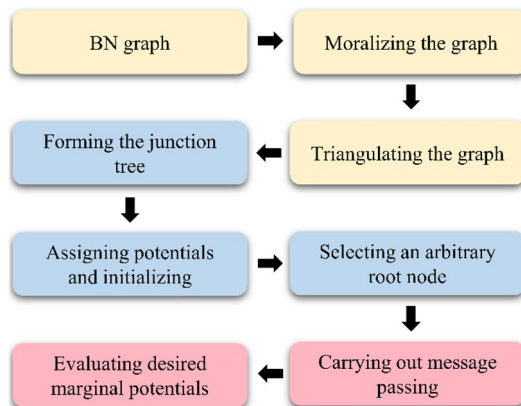 BN graph
Moralizing the graph
Forming the junction
tree
Triangulating the graph
Assigning potentials
and initializing
Selecting an arbitrary
root node
Evaluating desired
marginal potentials
Carrying out message
passing